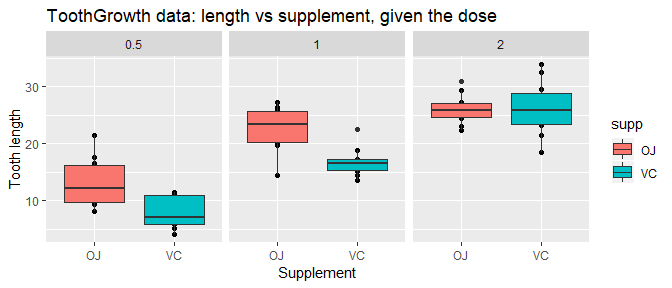 ToothGrowth data: length vs supplement, given the dose
0.5 1 2
Tooth length
30
20
10
OJ VC OJ VC OJ VC
Supplement
supp
OJ
VC